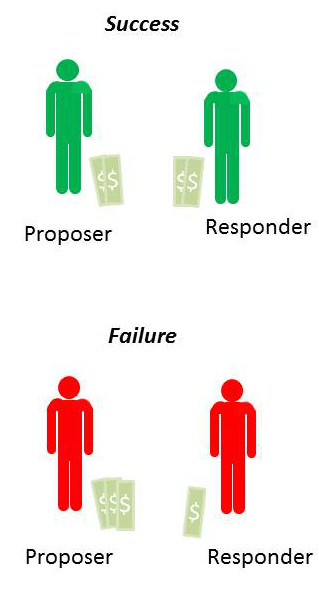 Success
$ $
$ $
Proposer
Responder
Failure
$ $ $
$
Proposer
Responder